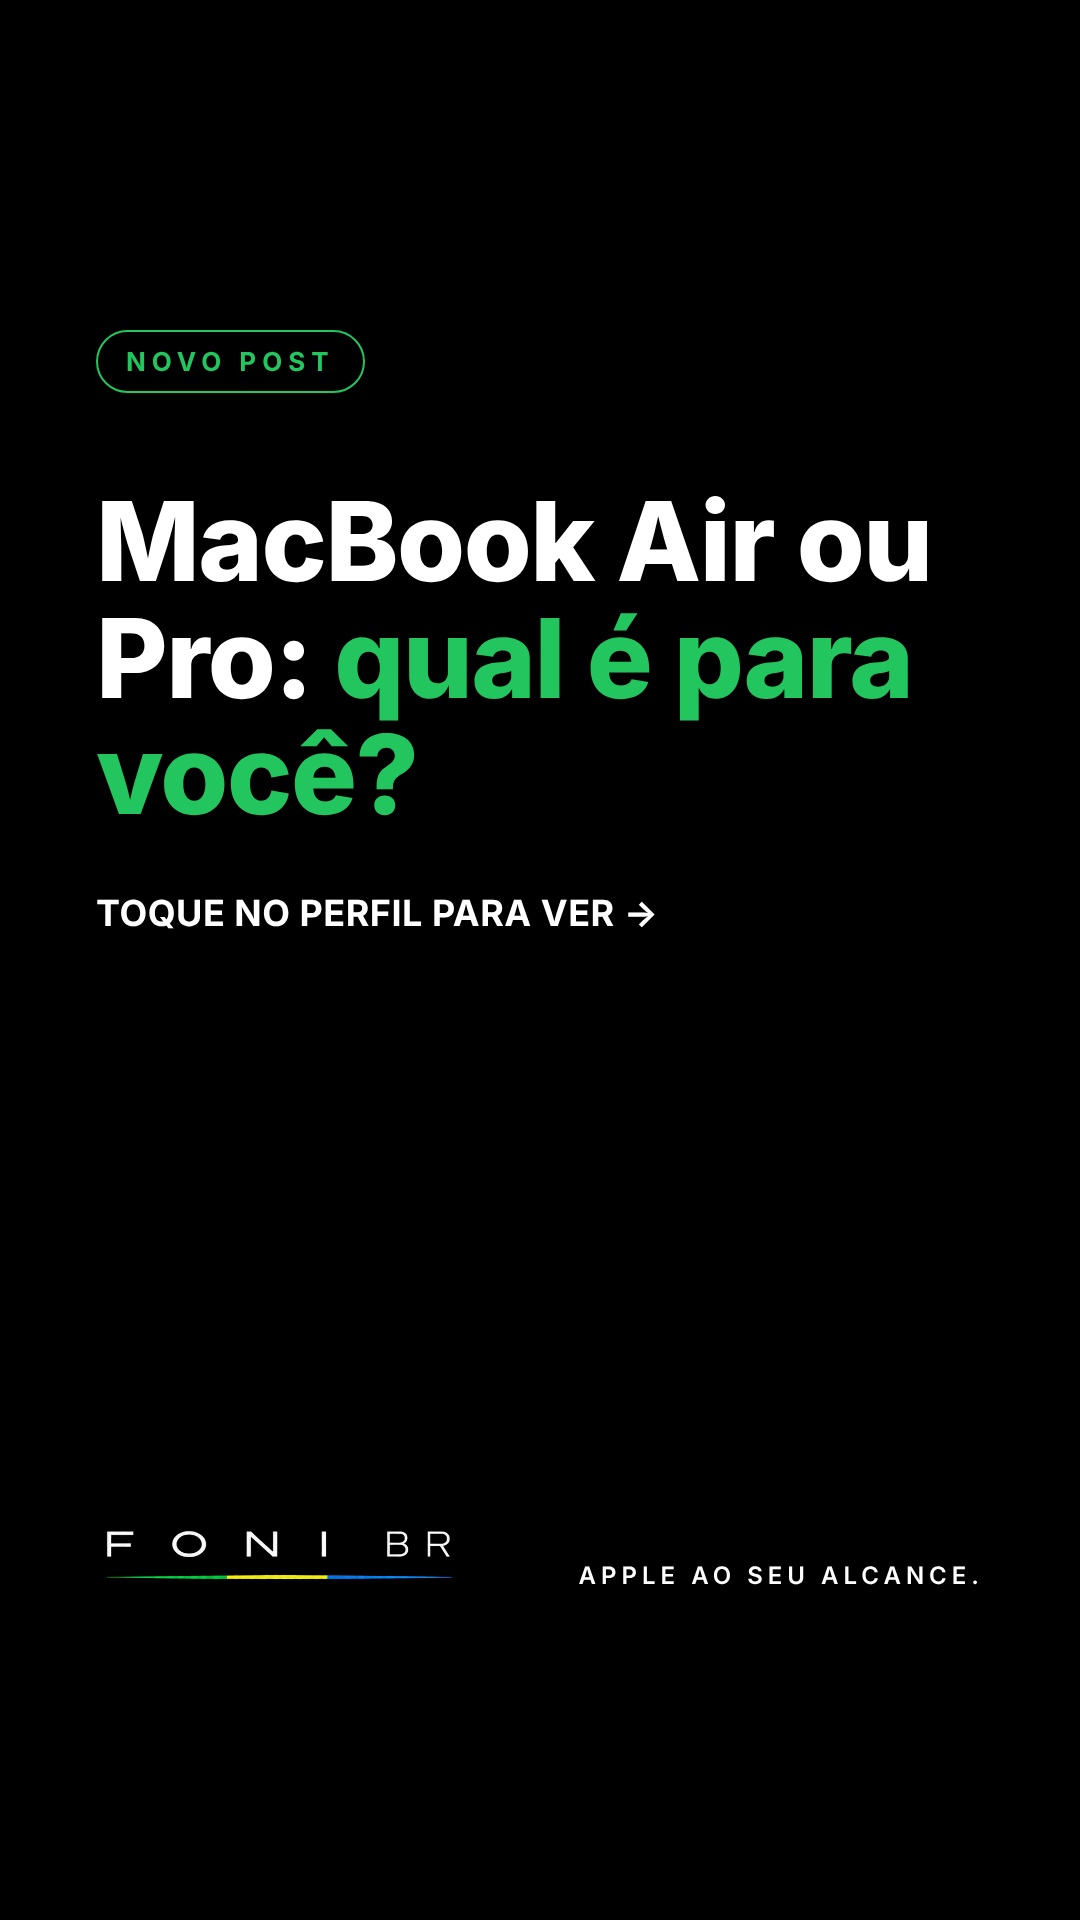 NOVO POST
MacBook Air ou
Pro: qual é para
você?
TOQUE NO PERFIL PARA VER →
FONI BR
APPLE AO SEU ALCANCE.